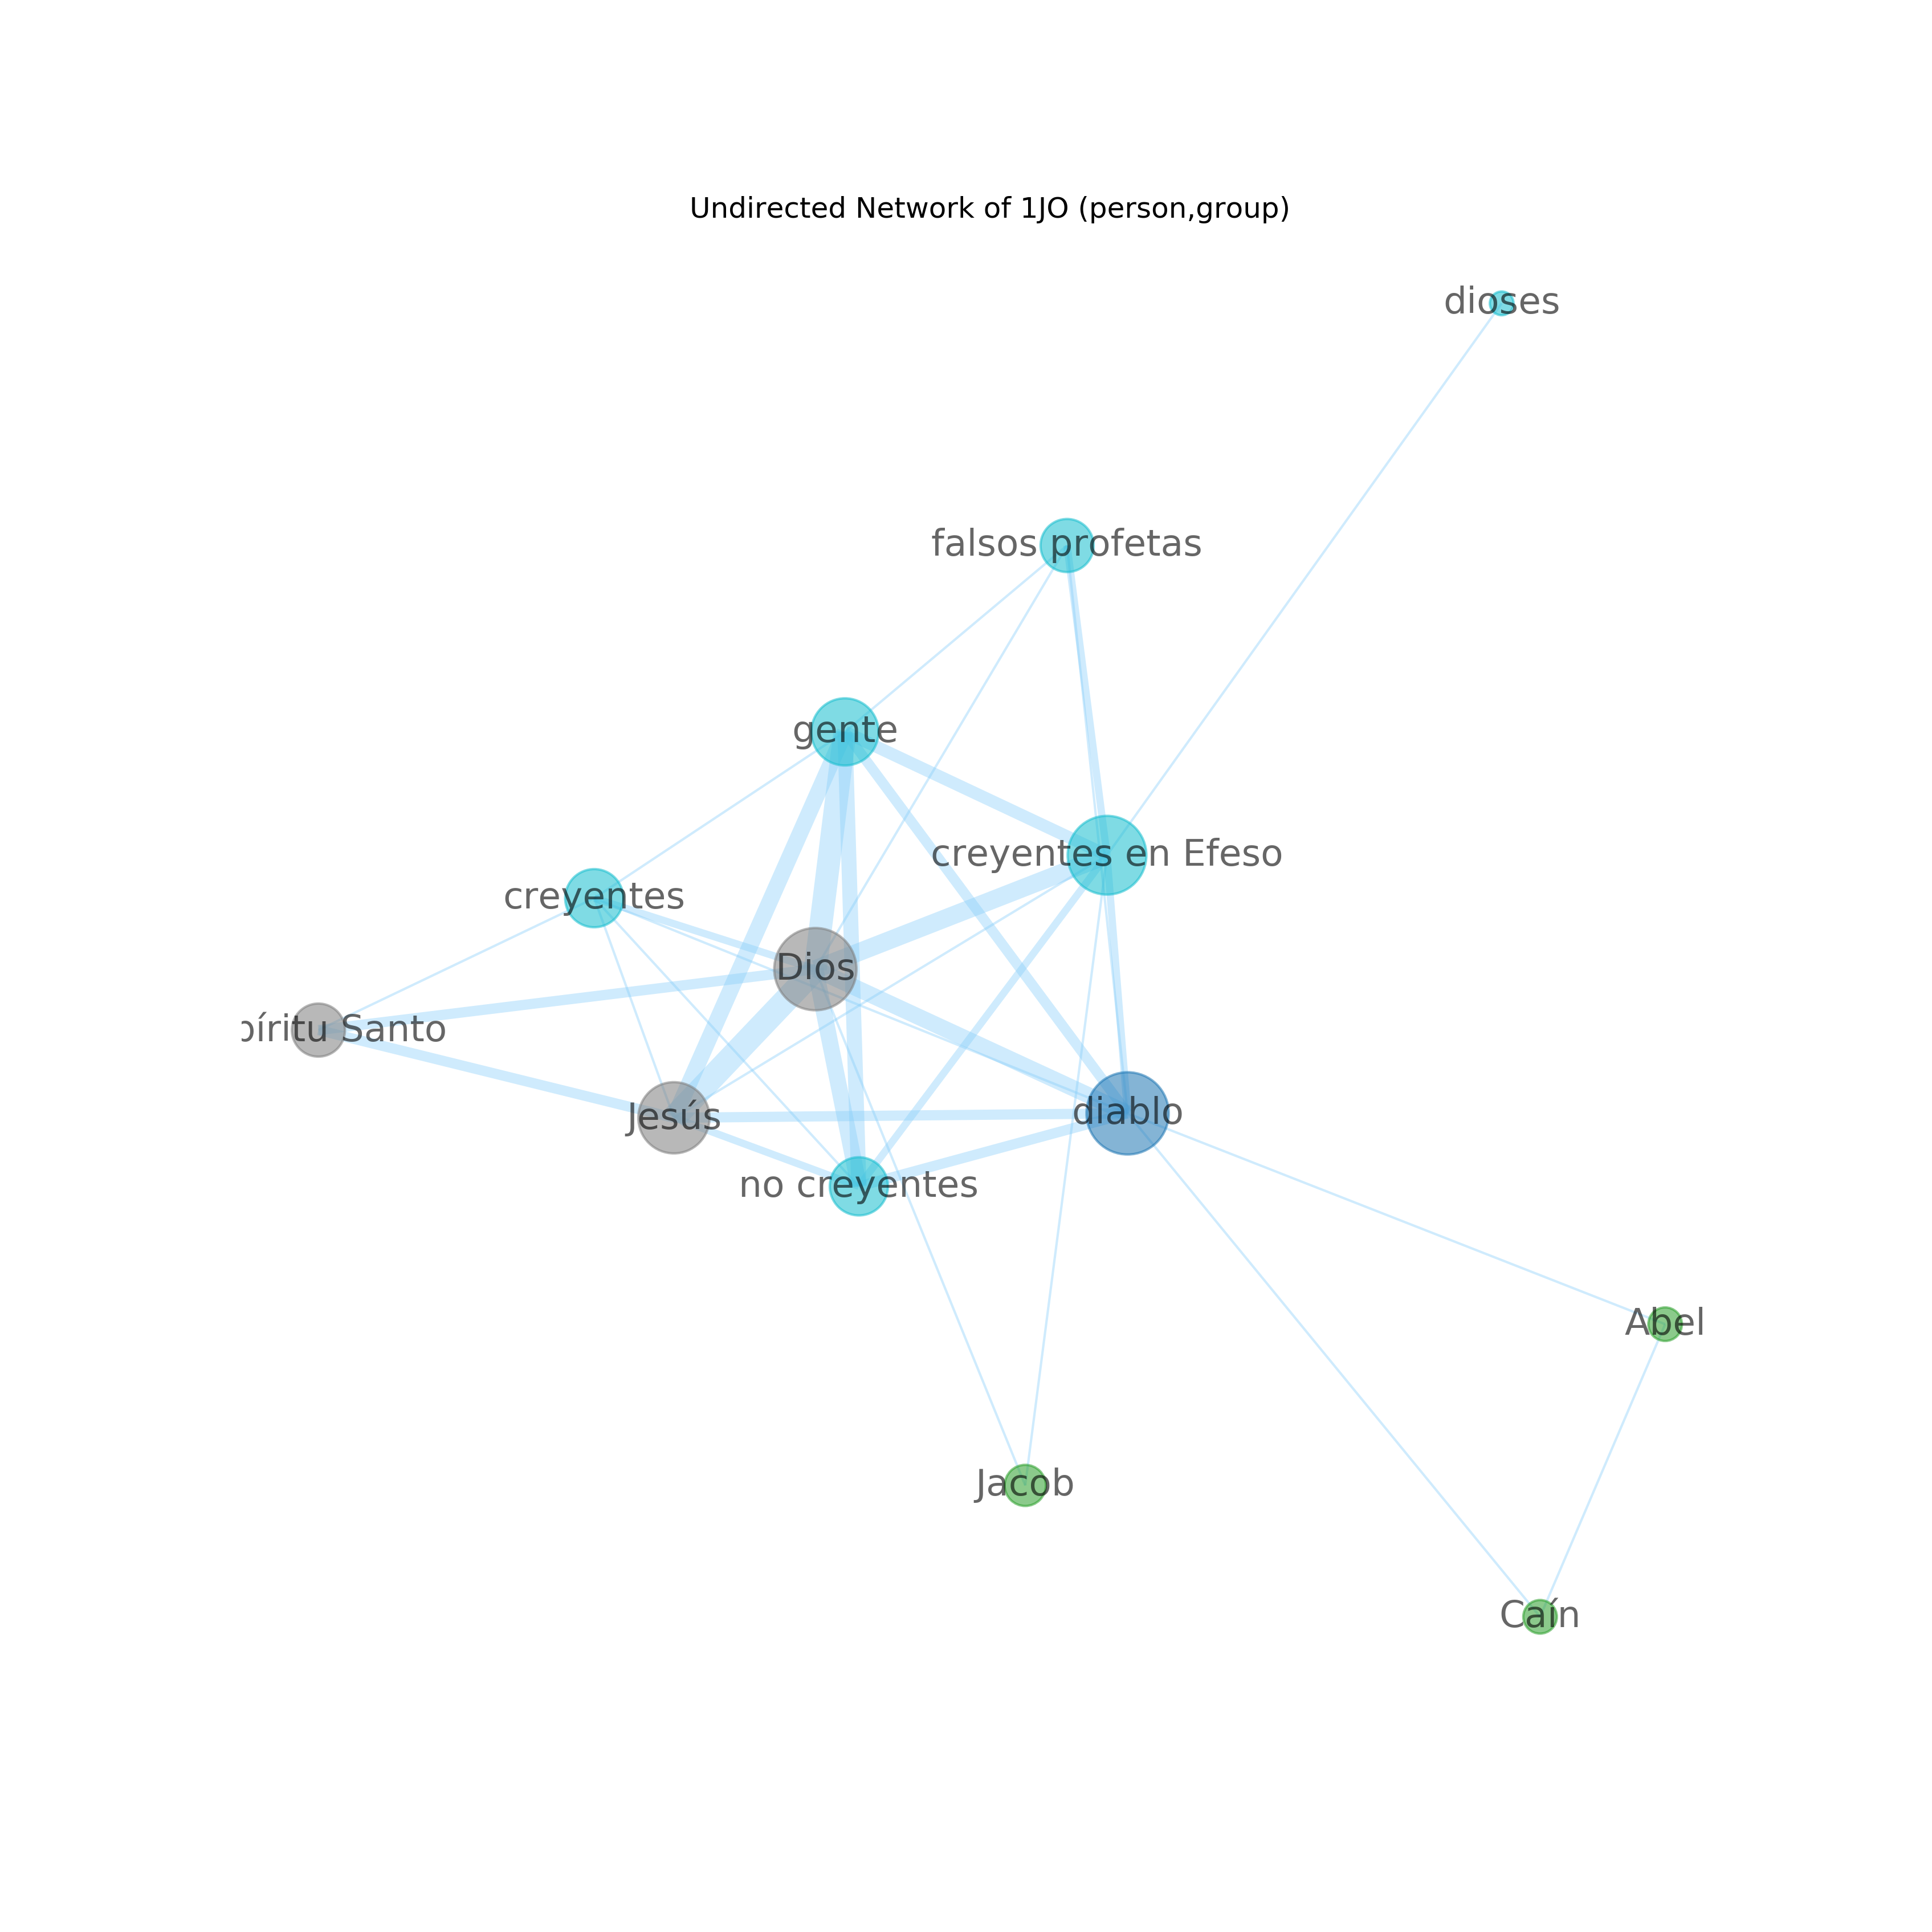 Undirected Network of 1JO (person,group)
dioses
falsos profetas
gente
creyentes en Efeso
creyentes
Dios
píritu Santo
Jesús
diablo
no creyentes
Abel
Jacob
Caín